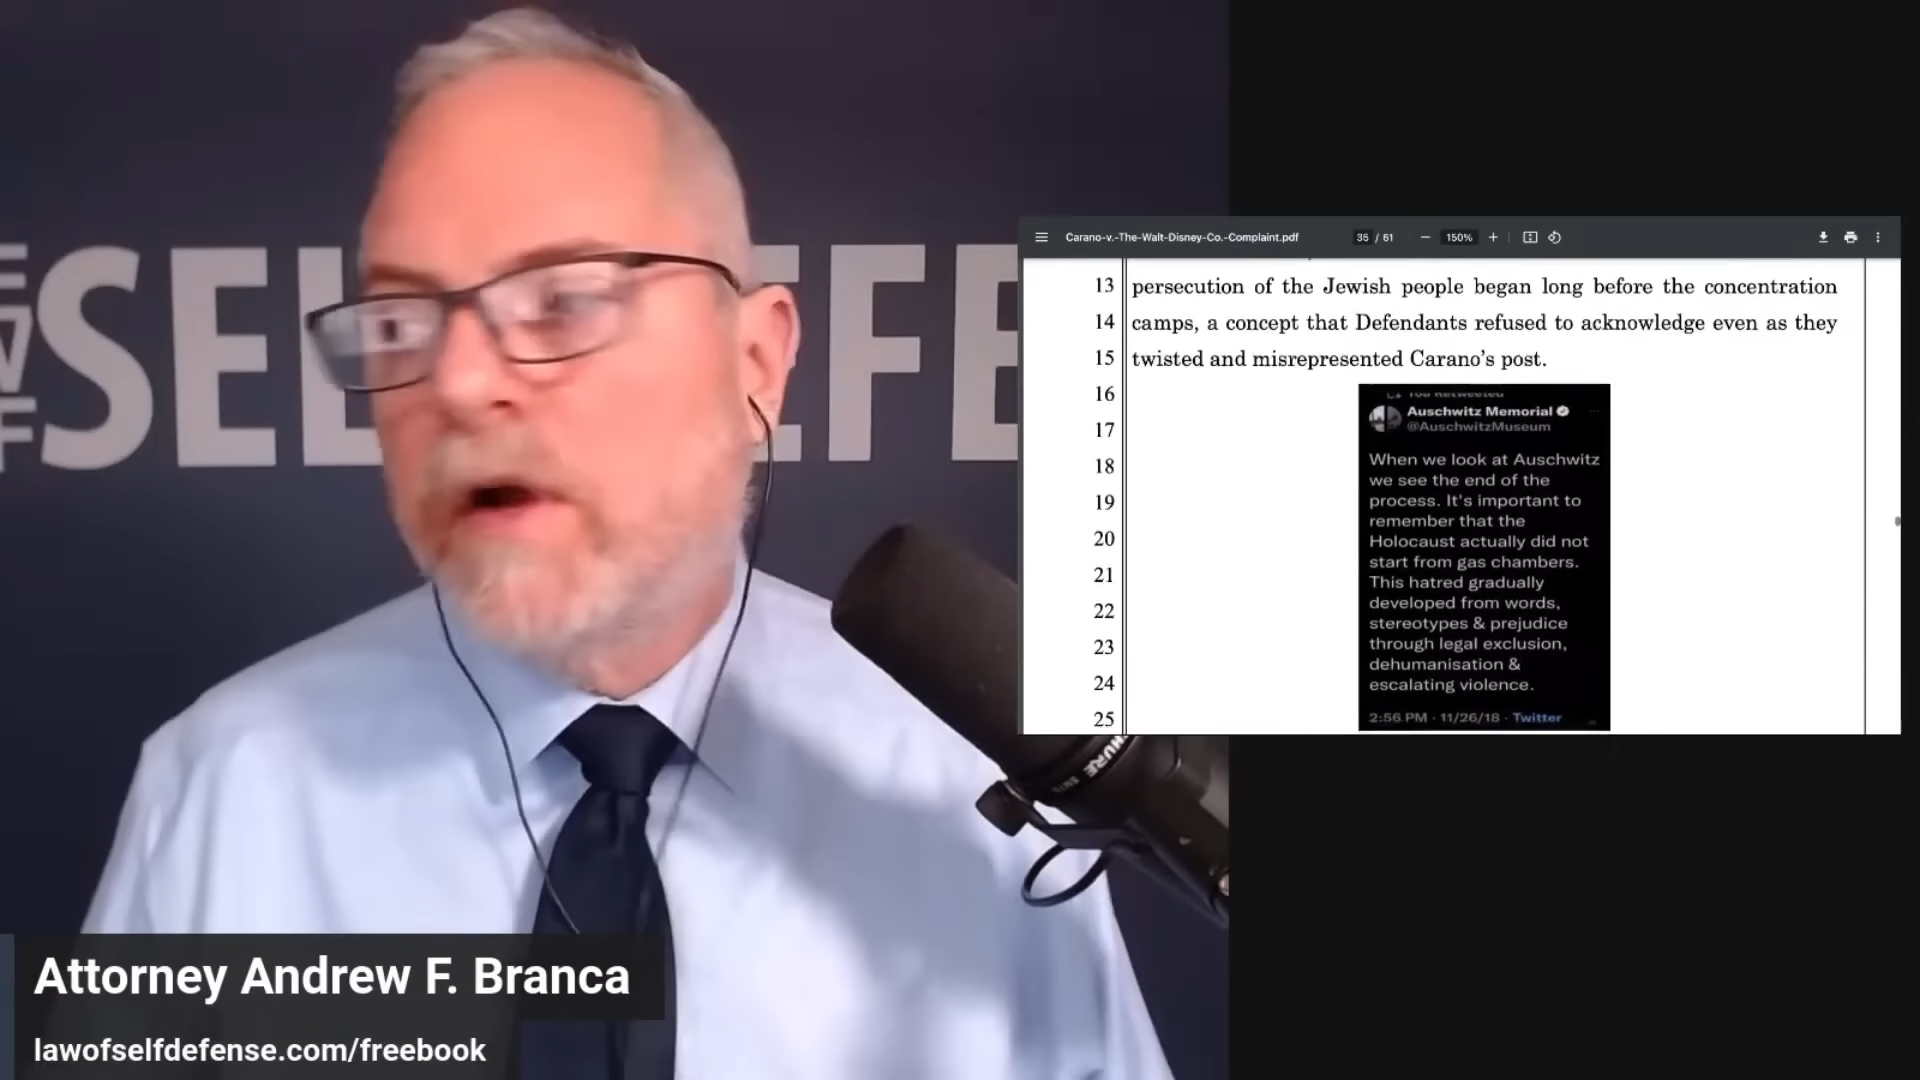 SELF DEFE
Carano-v.-The-Walt-Disney-Co.-Complaint.pdf
35 / 61
150%
13 persecution of the Jewish people began long before the concentration
14 camps, a concept that Defendants refused to acknowledge even as they
15 twisted and misrepresented Carano's post.
16
17
18
19
20
21
22
23
24
25
You Retweeted
Auschwitz Memorial
@AuschwitzMuseum
When we look at Auschwitz
we see the end of the
process. It's important to
remember that the
Holocaust actually did not
start from gas chambers.
This hatred gradually
developed from words,
stereotypes & prejudice
through legal exclusion,
dehumanisation &
escalating violence.
2:56 PM · 11/26/18 · Twitter
SHURE
Attorney Andrew F. Branca
lawofselfdefense.com/freebook